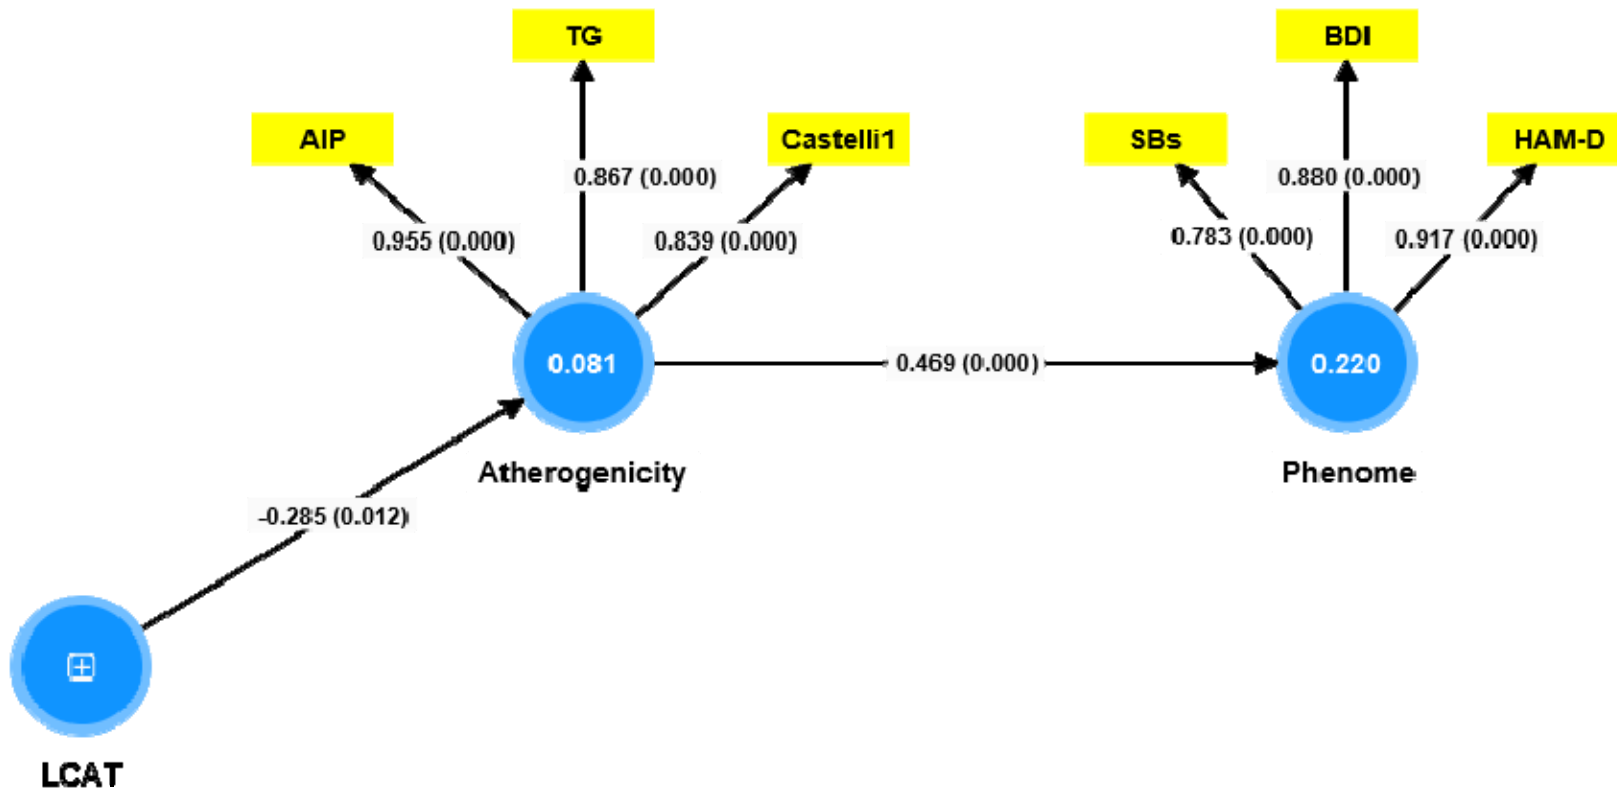 TG
BDI
AIP
Castelli1
SBs
HAM-D
0.867 (0.000)
0.880 (0.000)
0.955 (0.000)
0.839 (0.000)
0.783 (0.000)
0.917 (0.000)
0.081
0.469 (0.000)
0.220
Atherogenicity
Phenome
-0.285 (0.012)
LCAT